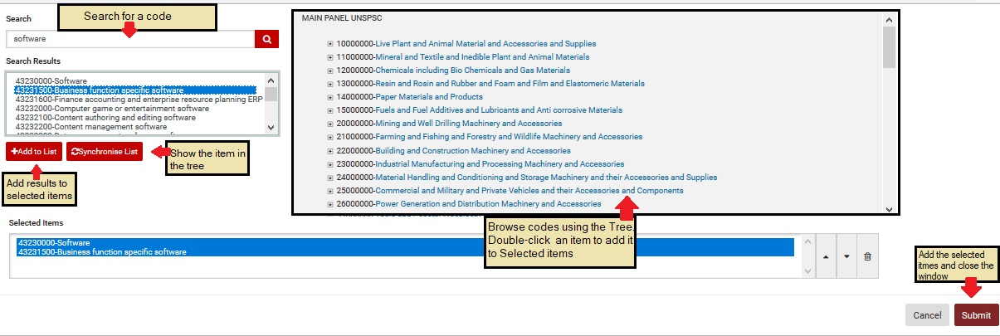 Search
Search for a code
software
Search Results
43230000-Software
43231500-Business function specific software
43231600-Finance accounting and enterprise resource planning ERP
43232000-Computer game or entertainment software
43232100-Content authoring and editing software
43232200-Content management software
+Add to List
Synchronise List
Show the item in
the tree
Add results to
selected items
MAIN PANEL UNSPSC
10000000-Live Plant and Animal Material and Accessories and Supplies
11000000-Mineral and Textile and Inedible Plant and Animal Materials
12000000-Chemicals including Bio Chemicals and Gas Materials
13000000-Resin and Rosin and Rubber and Foam and Film and Elastomeric Materials
14000000-Paper Materials and Products
15000000-Fuels and Fuel Additives and Lubricants and Anti corrosive Materials
20000000-Mining and Well Drilling Machinery and Accessories
21000000-Farming and Fishing and Forestry and Wildlife Machinery and Accessories
22000000-Building and Construction Machinery and Accessories
23000000-Industrial Manufacturing and Processing Machinery and Accessories
24000000-Material Handling and Conditioning and Storage Machinery and their Accessories and Supplies
25000000-Commercial and Military and Private Vehicles and their Accessories and Components
26000000-Power Generation and Distribution Machinery and Accessories
Browse codes using the Tree.
Double-click an item to add it
to Selected items
Selected Items
43230000-Software
43231500-Business function specific software
Add the selected
itmes and close the
window
Cancel
Submit